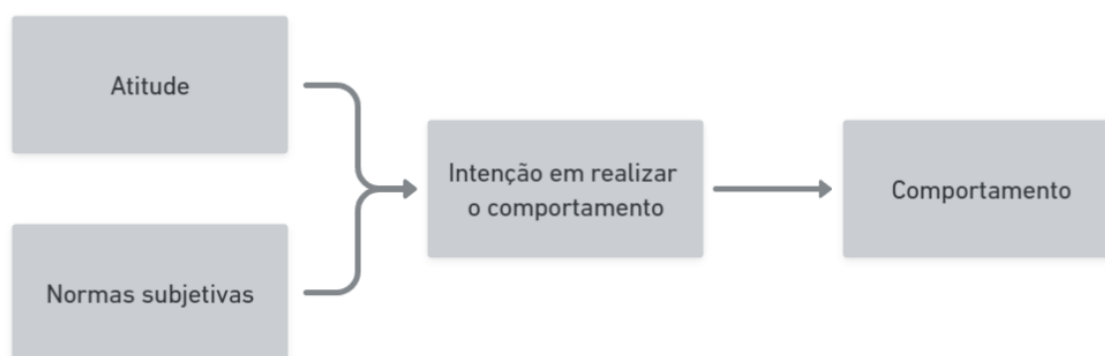 Atitude
Normas subjetivas
Intenção em realizar
o comportamento
Comportamento